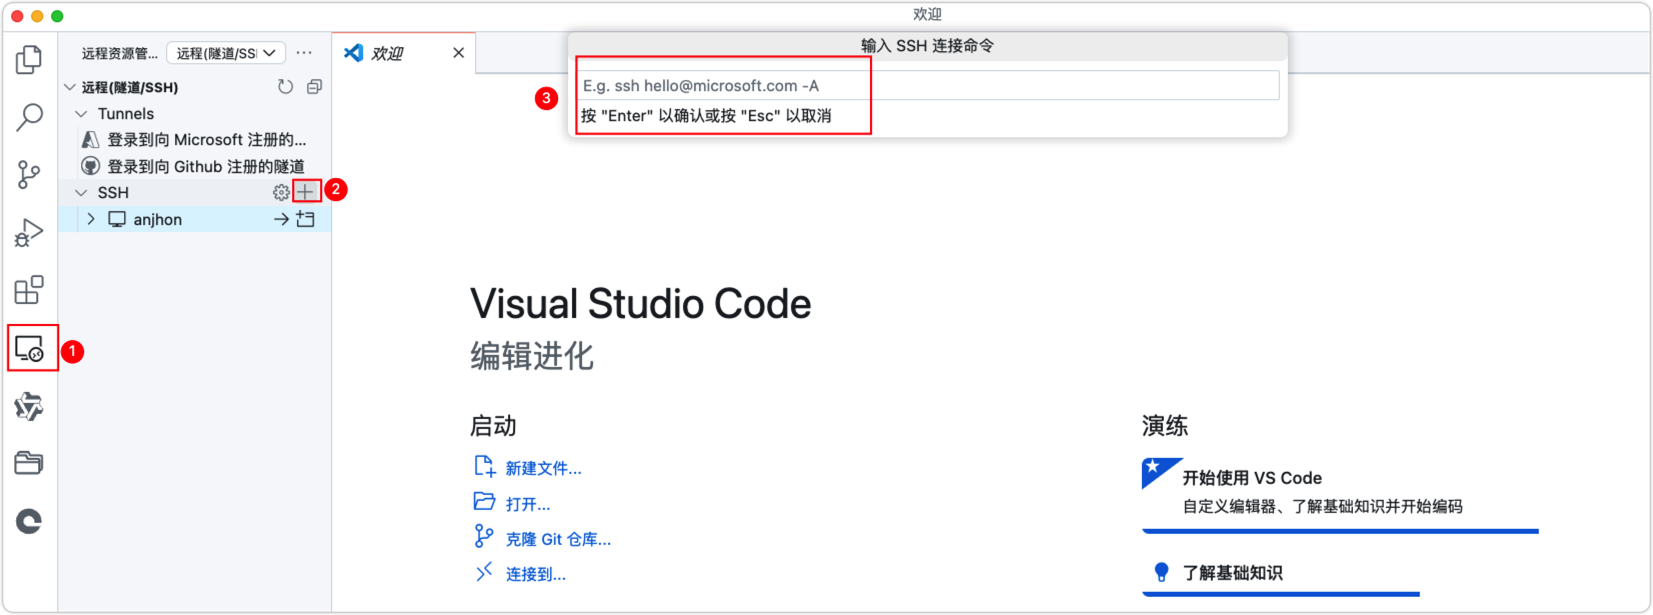 欢迎
远程资源管...
远程(隧道/SSH
欢迎
输入 SSH 连接命令
E.g. ssh hello@microsoft.com -A
按 "Enter" 以确认或按 "Esc" 以取消
3
远程(隧道/SSH)
Tunnels
登录到向 Microsoft 注册的...
登录到向 Github 注册的隧道
SSH
2
anjhon
1
Visual Studio Code
编辑进化
启动
新建文件...
打开...
克隆 Git 仓库...
连接到...
演练
开始使用 VS Code
自定义编辑器、了解基础知识并开始编码
了解基础知识